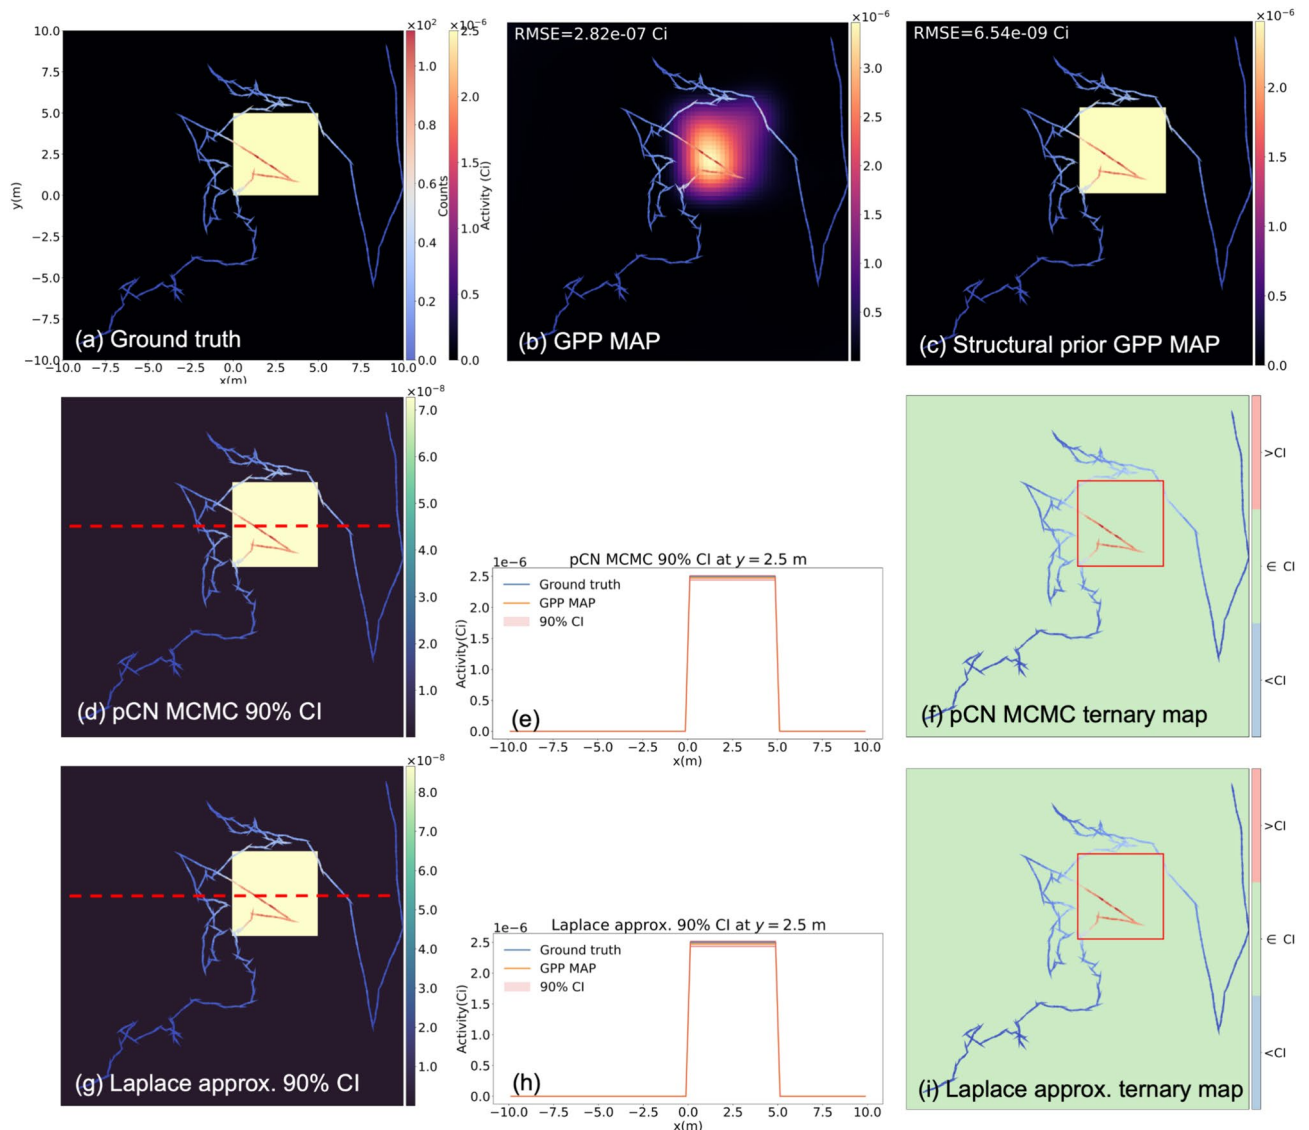 ×10² ×10⁻⁶
10.0
7.5
5.0
2.5
0.0
−2.5
−5.0
−7.5
−10.0
y(m)
−10.0 −7.5 −5.0 −2.5 0.0 2.5 5.0 7.5 10.0
x(m)
1.0
0.8
0.6
0.4
0.2
0.0
Counts
2.5
2.0
1.5
1.0
0.5
0.0
Activity (Ci)
(a) Ground truth
RMSE=2.82e-07 Ci
×10⁻⁶
3.0
2.5
2.0
1.5
1.0
0.5
(b) GPP MAP
RMSE=6.54e-09 Ci
×10⁻⁶
2.0
1.5
1.0
0.5
0.0
(c) Structural prior GPP MAP
×10⁻⁸
7.0
6.0
5.0
4.0
3.0
2.0
1.0
(d) pCN MCMC 90% CI
pCN MCMC 90% CI at y = 2.5 m
1e−6
2.5
2.0
1.5
1.0
0.5
0.0
Activity(Ci)
Ground truth
GPP MAP
90% CI
(e)
−10.0 −7.5 −5.0 −2.5 0.0 2.5 5.0 7.5 10.0
x(m)
>CI
∈ CI
<CI
(f) pCN MCMC ternary map
×10⁻⁸
8.0
7.0
6.0
5.0
4.0
3.0
2.0
1.0
(g) Laplace approx. 90% CI
Laplace approx. 90% CI at y = 2.5 m
1e−6
2.5
2.0
1.5
1.0
0.5
0.0
Activity(Ci)
Ground truth
GPP MAP
90% CI
(h)
−10.0 −7.5 −5.0 −2.5 0.0 2.5 5.0 7.5 10.0
x(m)
>CI
∈ CI
<CI
(i) Laplace approx. ternary map